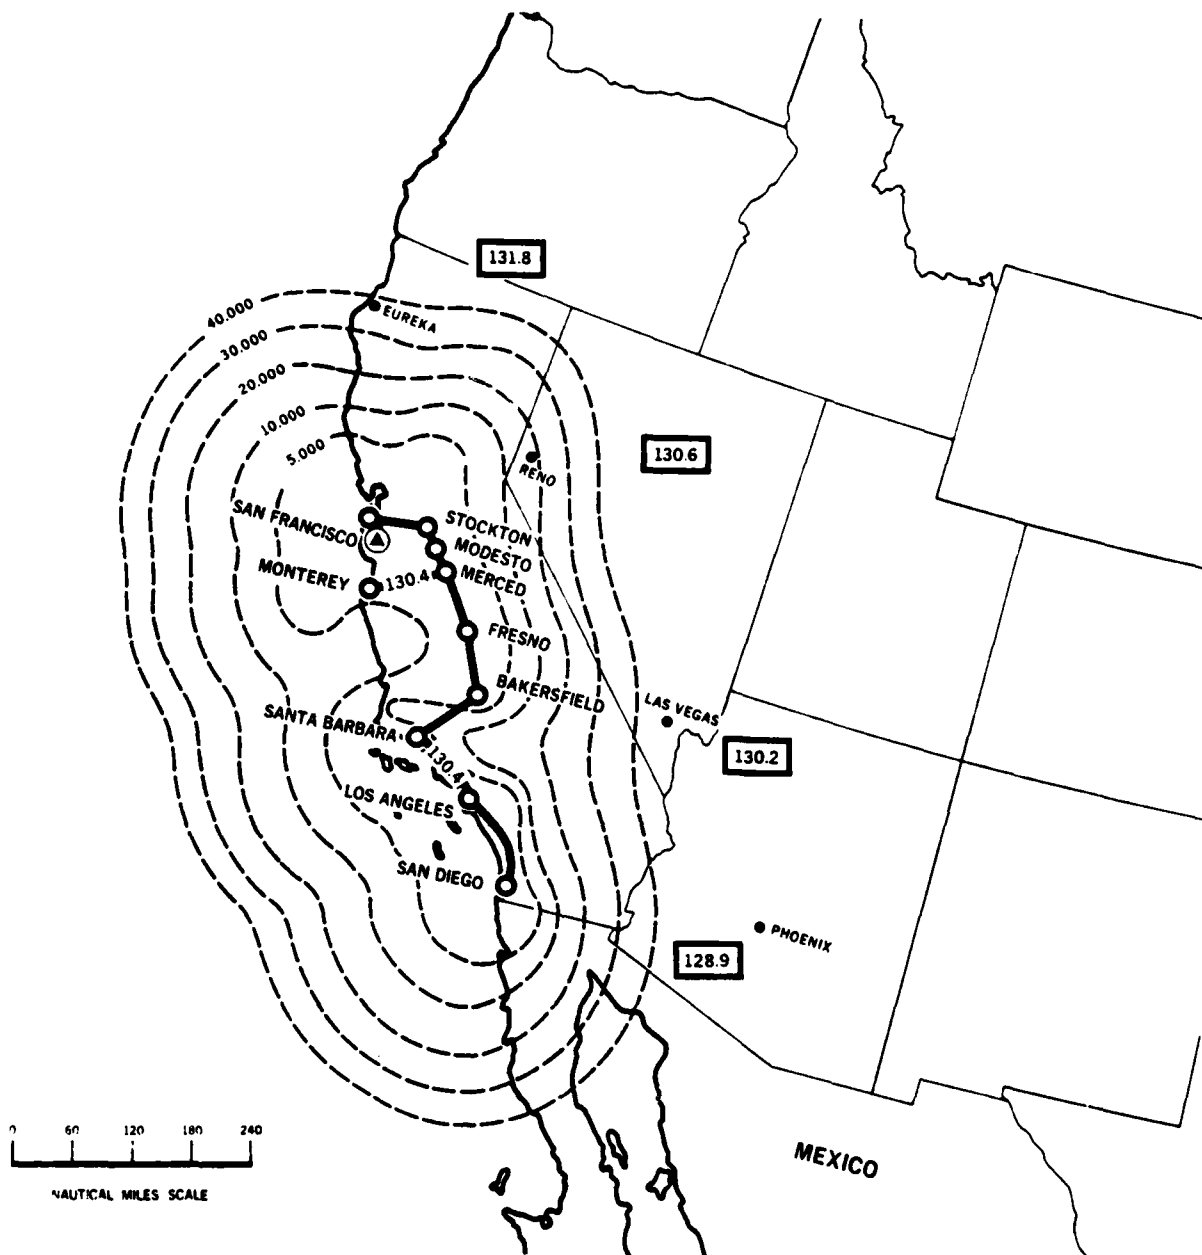 131.8
40.000
EUREKA
30.000
20.000
10.000
5.000
130.6
RENO
SAN FRANCISCO
STOCKTON
MODESTO
MONTEREY
130.4
MERCED
FRESNO
BAKERSFIELD
LAS VEGAS
SANTA BARBARA
130.4
130.2
LOS ANGELES
SAN DIEGO
PHOENIX
128.9
0 60 120 180 240
NAUTICAL MILES SCALE
MEXICO